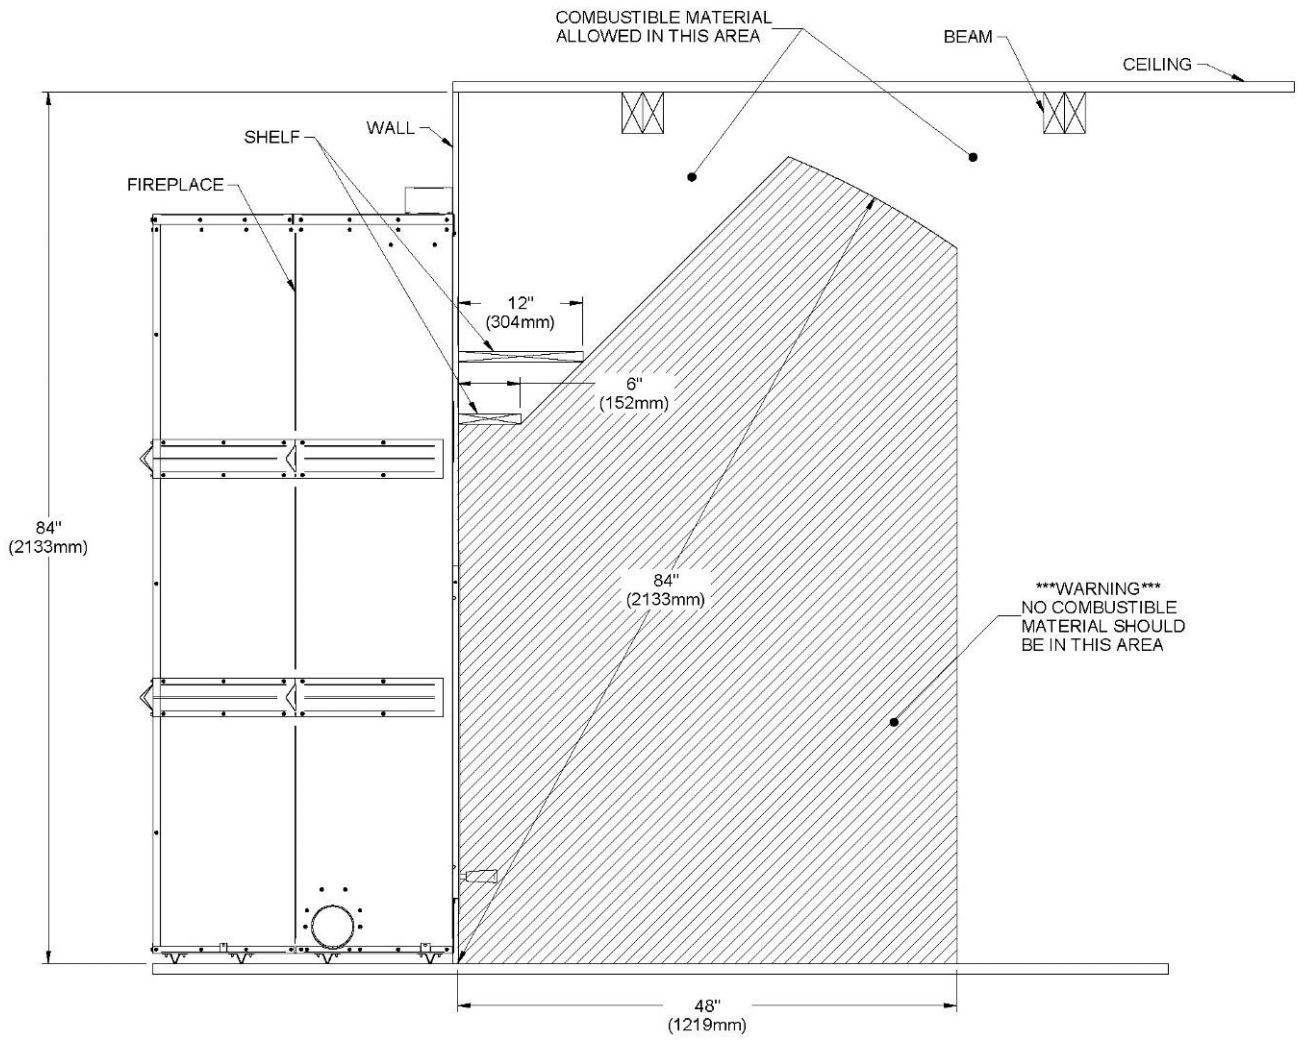 COMBUSTIBLE MATERIAL
ALLOWED IN THIS AREA
BEAM
CEILING
WALL
SHELF
FIREPLACE
12"
(304mm)
6"
(152mm)
84"
(2133mm)
84"
(2133mm)
***WARNING***
NO COMBUSTIBLE
MATERIAL SHOULD
BE IN THIS AREA
48"
(1219mm)